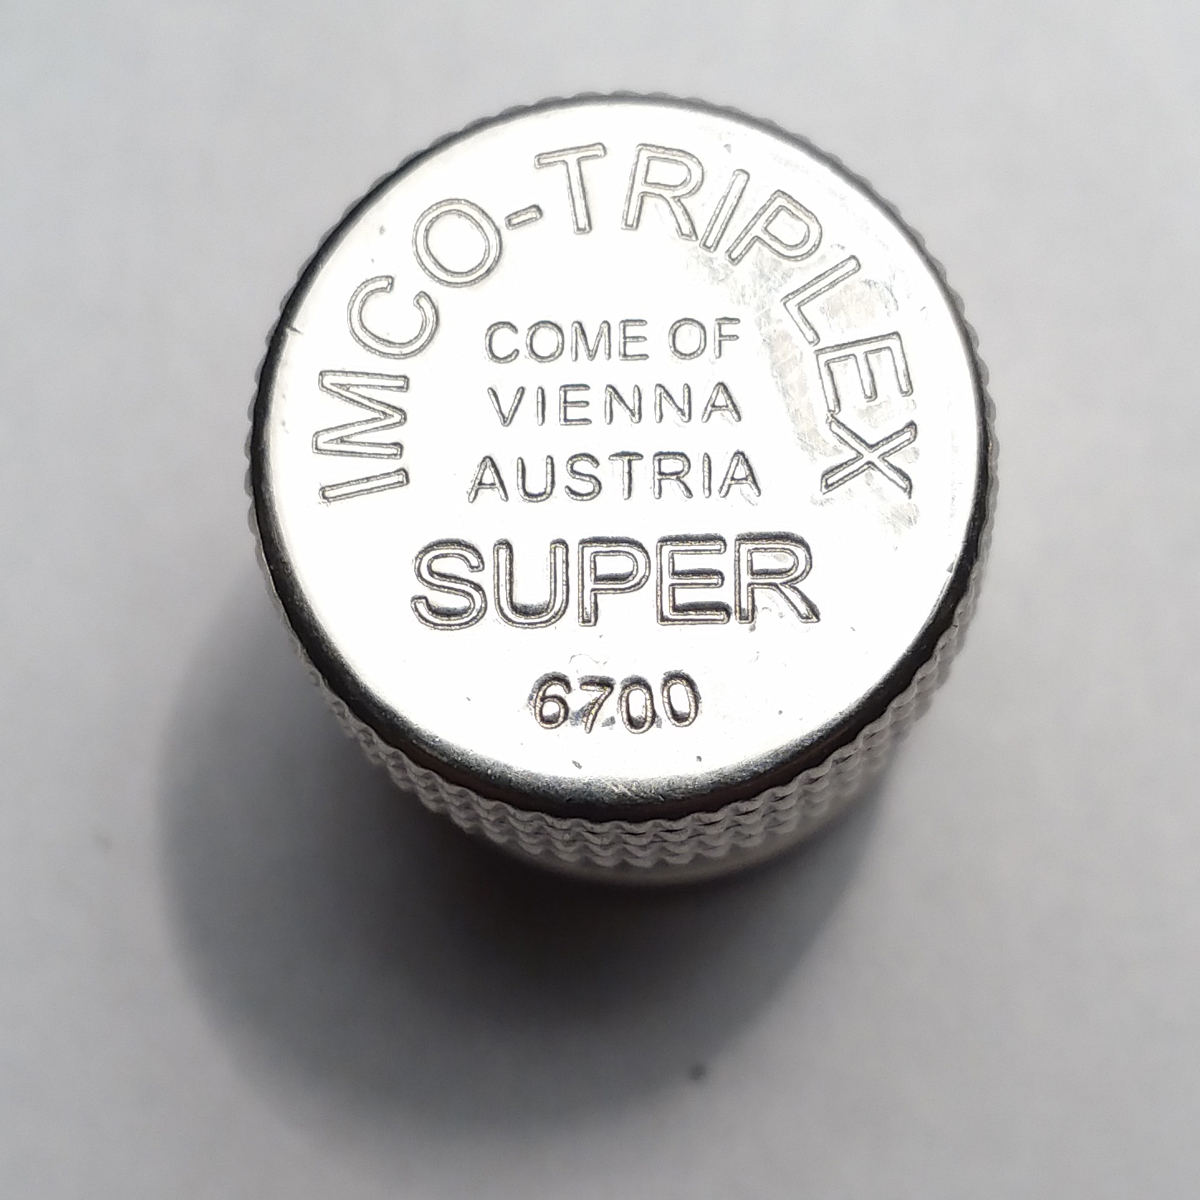 IMCO-TRIPLEX
COME OF
VIENNA
AUSTRIA
SUPER
6700